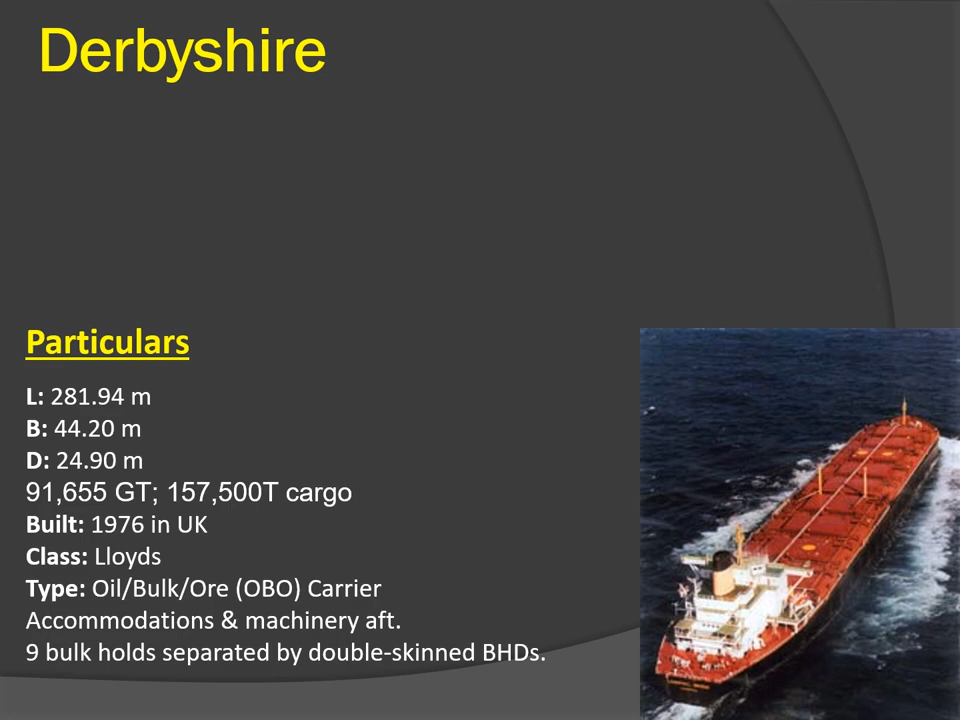 Derbyshire
Particulars
L: 281.94 m
B: 44.20 m
D: 24.90 m
91,655 GT; 157,500T cargo
Built: 1976 in UK
Class: Lloyds
Type: Oil/Bulk/Ore (OBO) Carrier
Accommodations & machinery aft.
9 bulk holds separated by double-skinned BHDs.